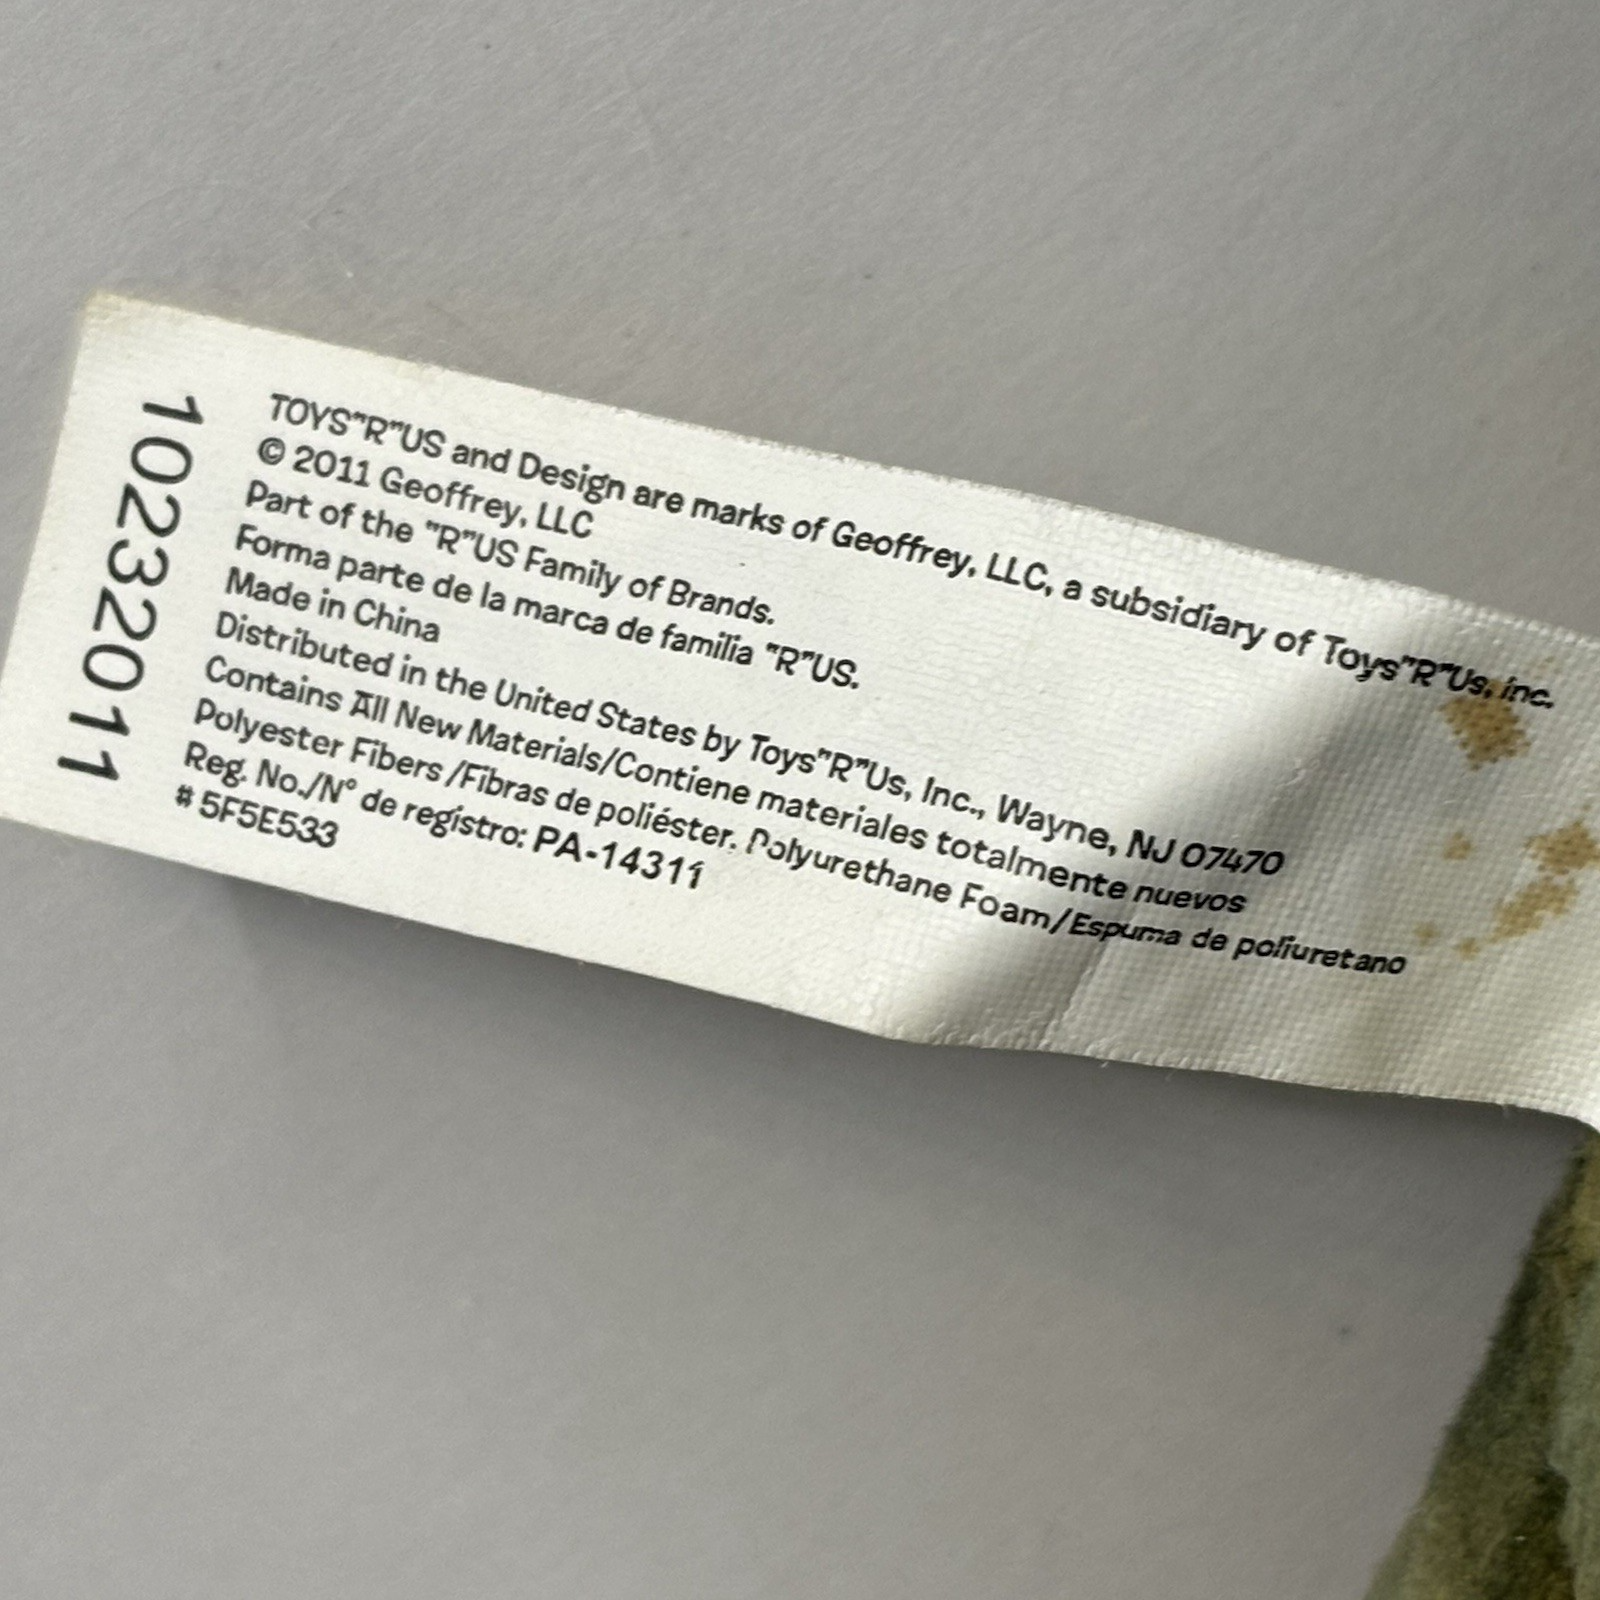 TOYS"R"US and Design are marks of Geoffrey, LLC, a subsidiary of Toys"R"Us, Inc.
© 2011 Geoffrey, LLC
Part of the "R"US Family of Brands.
Forma parte de la marca de familia "R"US.
Made in China
Distributed in the United States by Toys"R"Us, Inc., Wayne, NJ 07470
Contains All New Materials/Contiene materiales totalmente nuevos
Polyester Fibers /Fibras de poliéster. Polyurethane Foam/Espuma de poliuretano
Reg. No./N° de registro: PA-14311
# 5F5E533
10232011